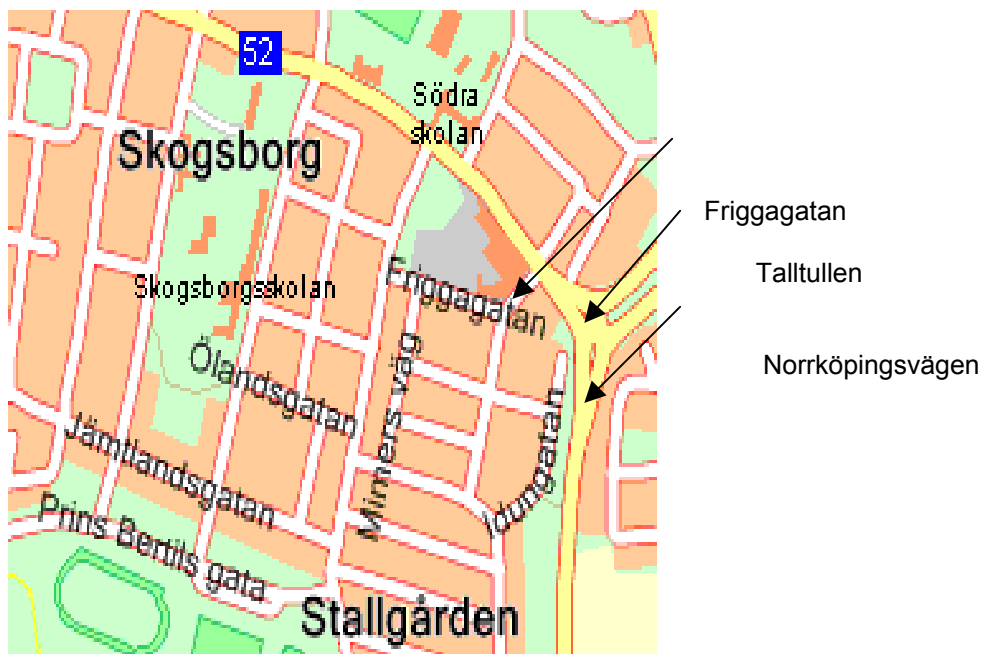 52
Södra
skolan
Skogsborg
Friggagatan
Talltullen
Skogsborgsskolan
Friggagatan
Ölandsgatan
Mimers väg
Norrköpingsvägen
Idungatan
Jämtlandsgatan
Prins Bertils gata
Stallgården